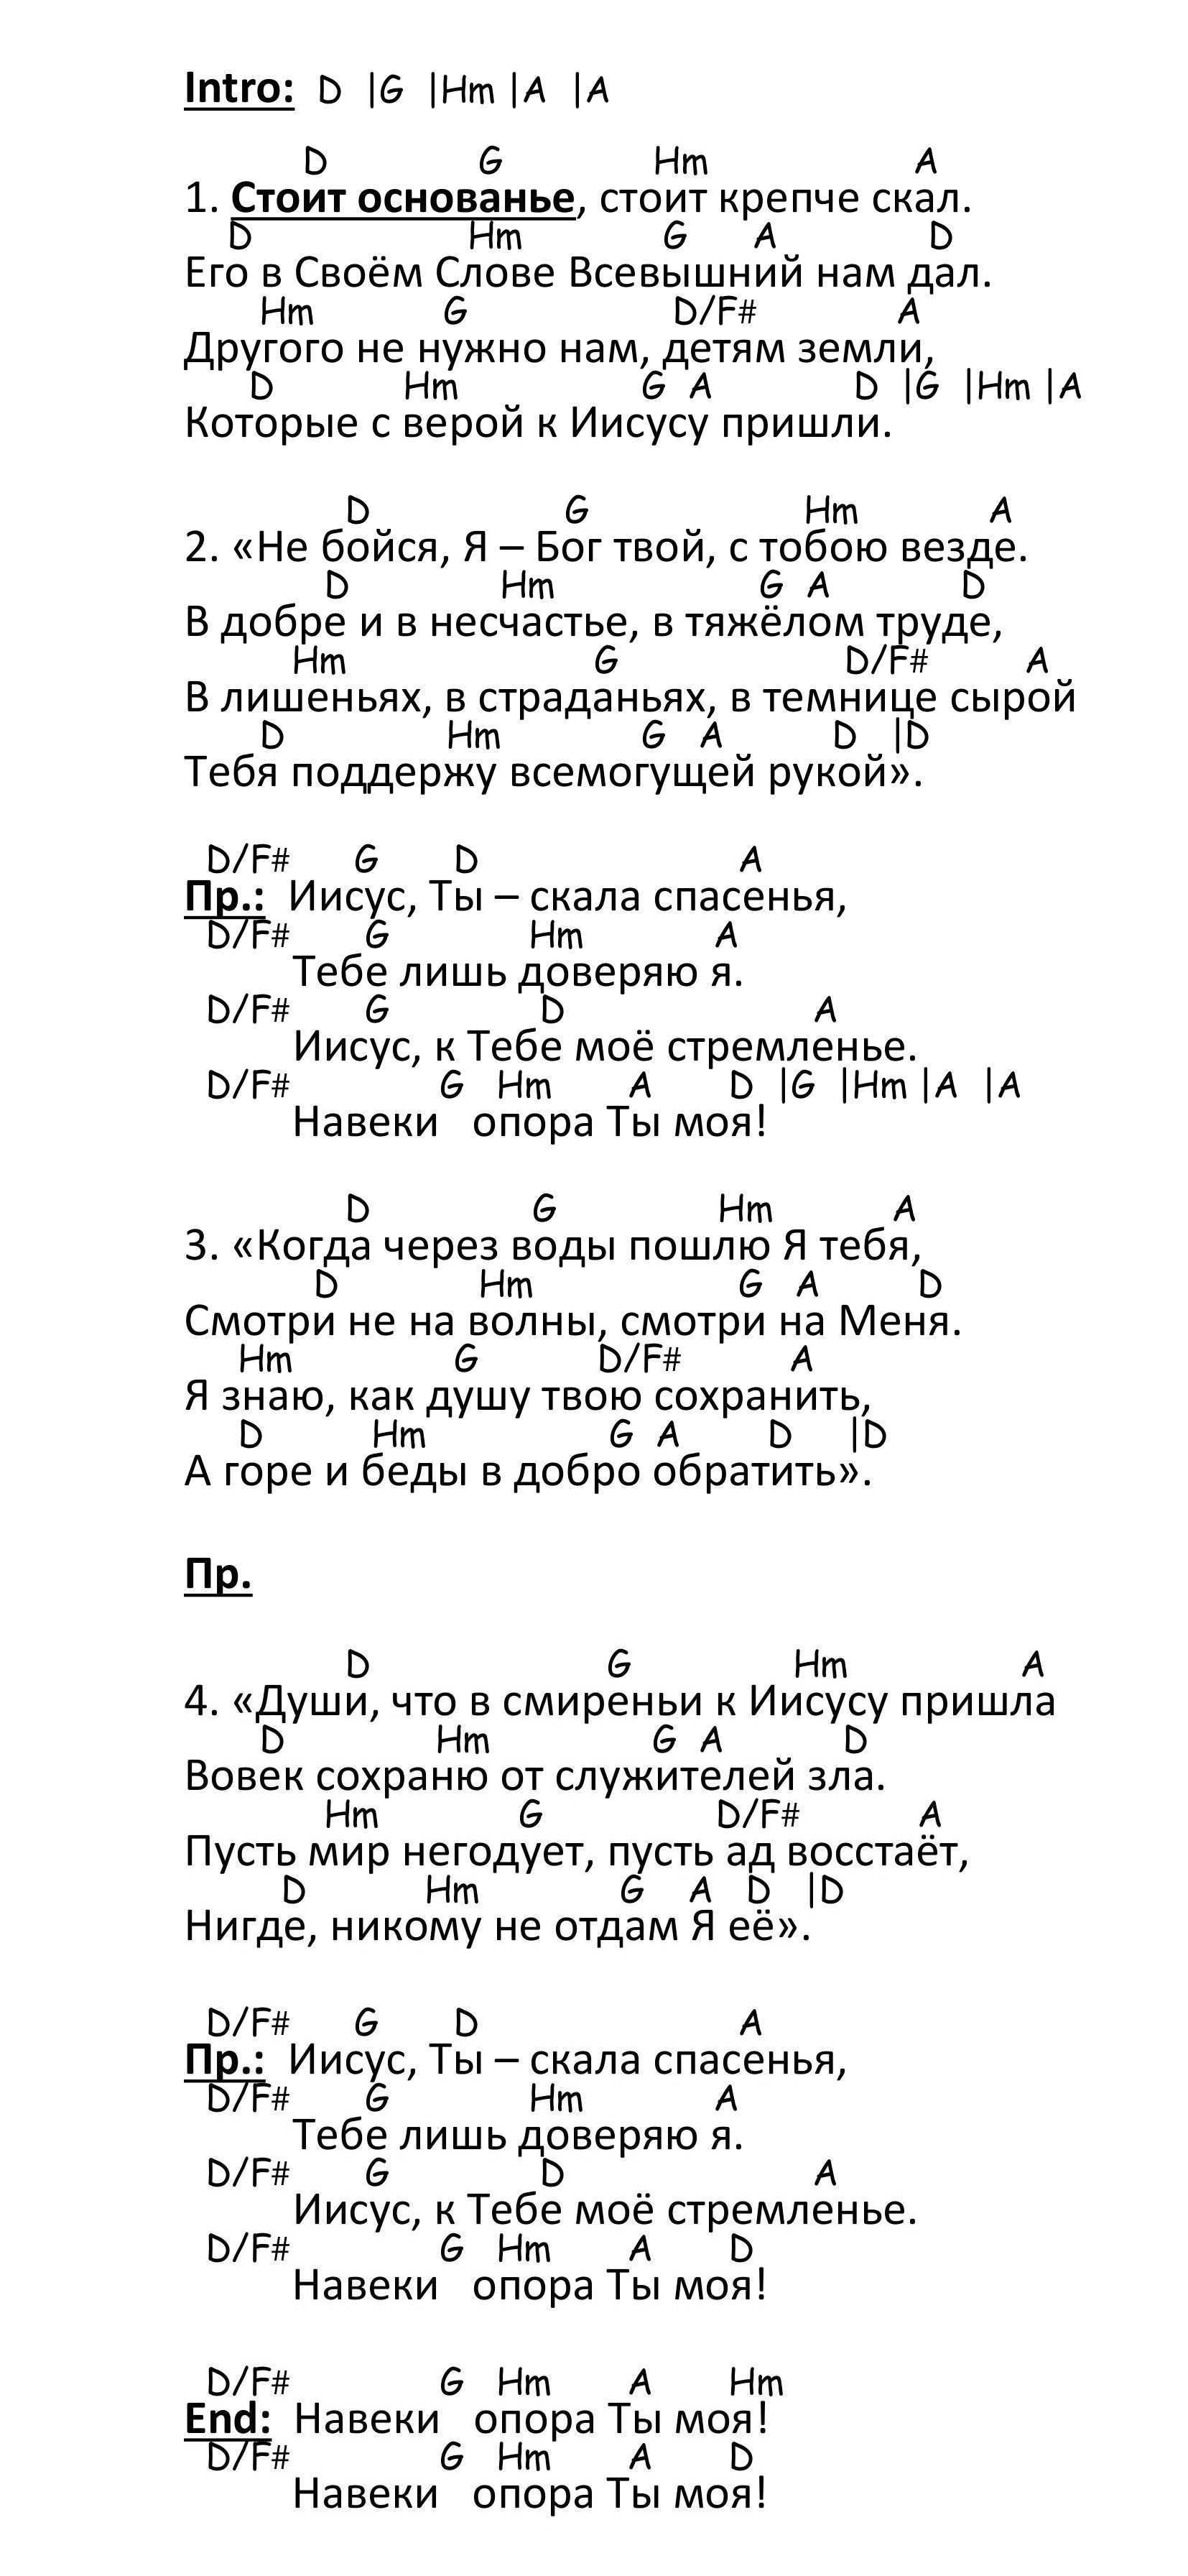 Intro: D |G |Hm |A |A
D G Hm A
1. Стоит основанье, стоит крепче скал.
D Hm G A D
Его в Своём Слове Всевышний нам дал.
Hm G D/F# A
Другого не нужно нам, детям земли,
D Hm G A D |G |Hm |A
Которые с верой к Иисусу пришли.
D G Hm A
2. «Не бойся, Я – Бог твой, с тобою везде.
D Hm G A D
В добре и в несчастье, в тяжёлом труде,
Hm G D/F# A
В лишеньях, в страданьях, в темнице сырой
D Hm G A D |D
Тебя поддержу всемогущей рукой».
D/F# G D A
Пр.: Иисус, Ты – скала спасенья,
D/F# G Hm A
Тебе лишь доверяю я.
D/F# G D A
Иисус, к Тебе моё стремленье.
D/F# G Hm A D |G |Hm |A |A
Навеки опора Ты моя!
D G Hm A
3. «Когда через воды пошлю Я тебя,
D Hm G A D
Смотри не на волны, смотри на Меня.
Hm G D/F# A
Я знаю, как душу твою сохранить,
D Hm G A D |D
А горе и беды в добро обратить».
Пр.
D G Hm A
4. «Души, что в смиреньи к Иисусу пришла
D Hm G A D
Вовек сохраню от служителей зла.
Hm G D/F# A
Пусть мир негодует, пусть ад восстаёт,
D Hm G A D |D
Нигде, никому не отдам Я её».
D/F# G D A
Пр.: Иисус, Ты – скала спасенья,
D/F# G Hm A
Тебе лишь доверяю я.
D/F# G D A
Иисус, к Тебе моё стремленье.
D/F# G Hm A D
Навеки опора Ты моя!
D/F# G Hm A Hm
End: Навеки опора Ты моя!
D/F# G Hm A D
Навеки опора Ты моя!